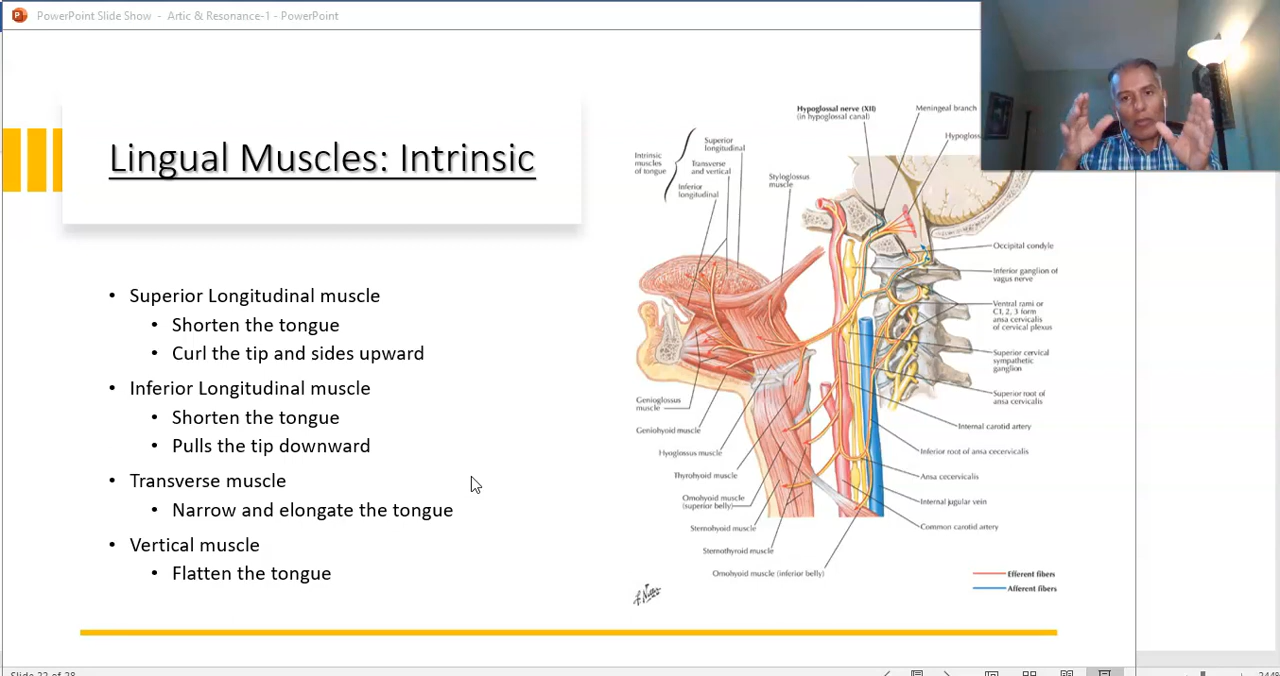 PowerPoint Slide Show - Artic & Resonance-1 - PowerPoint
Lingual Muscles: Intrinsic
• Superior Longitudinal muscle
• Shorten the tongue
• Curl the tip and sides upward
• Inferior Longitudinal muscle
• Shorten the tongue
• Pulls the tip downward
• Transverse muscle
• Narrow and elongate the tongue
• Vertical muscle
• Flatten the tongue
Hypoglossal nerve (XII)
(in hypoglossal canal)
Meningeal branch
Hypoglos
Intrinsic
muscles
of tongue
Superior
longitudinal
Transverse
and vertical
Inferior
longitudinal
Styloglossus
muscle
Occipital condyle
Inferior ganglion of
vagus nerve
Ventral rami or
C1, 2, 3 form
ansa cervicalis
of cervical plexus
Superior cervical
sympathetic
ganglion
Superior root of
ansa cervicalis
Internal carotid artery
Inferior root of ansa cecervicalis
Ansa cecervicalis
Internal jugular vein
Common carotid artery
Genioglossus
muscle
Geniohyoid muscle
Hyoglossus muscle
Thyrohyoid muscle
Omohyoid muscle
(superior belly)
Sternohyoid muscle
Sternothyroid muscle
Omohyoid muscle (inferior belly)
Efferent fibers
Afferent fibers